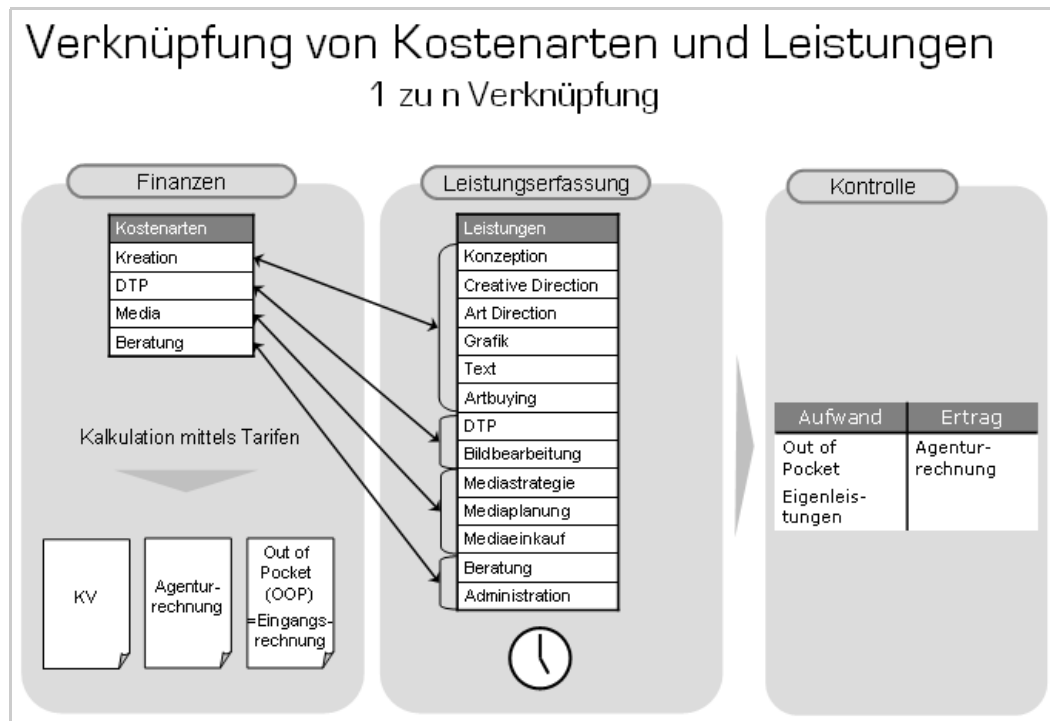 Verknüpfung von Kostenarten und Leistungen
1 zu n Verknüpfung
Finanzen
Kostenarten
Kreation
DTP
Media
Beratung
Kalkulation mittels Tarifen
KV
Agentur-
rechnung
Out of
Pocket
(OOP)
=Eingangs-
rechnung
Leistungserfassung
Leistungen
Konzeption
Creative Direction
Art Direction
Grafik
Text
Artbuying
DTP
Bildbearbeitung
Mediastrategie
Mediaplanung
Mediaeinkauf
Beratung
Administration
Kontrolle
Aufwand
Ertrag
Out of
Pocket
Eigenleis-
tungen
Agentur-
rechnung